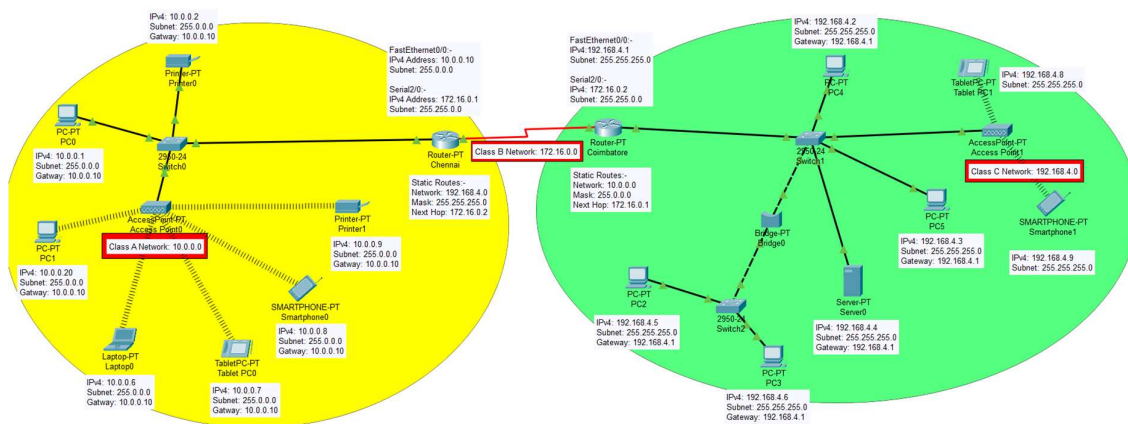 IPv4: 10.0.0.2
Subnet: 255.0.0.0
Gatway: 10.0.0.10
Printer-PT
Printer0
PC-PT
PC0
IPv4: 10.0.0.1
Subnet: 255.0.0.0
Gatway: 10.0.0.10
2950-24
Switch0
FastEthernet0/0:-
IPv4 Address: 10.0.0.10
Subnet: 255.0.0.0
Serial2/0:-
IPv4 Address: 172.16.0.1
Subnet: 255.255.0.0
Router-PT
Chennai
Static Routes:-
Network: 192.168.4.0
Mask: 255.255.255.0
Next Hop: 172.16.0.2
AccessPoint-PT
Access Point0
Class A Network: 10.0.0.0
Printer-PT
Printer1
IPv4: 10.0.0.9
Subnet: 255.0.0.0
Gatway: 10.0.0.10
PC-PT
PC1
IPv4: 10.0.0.20
Subnet: 255.0.0.0
Gatway: 10.0.0.10
SMARTPHONE-PT
Smartphone0
IPv4: 10.0.0.8
Subnet: 255.0.0.0
Gatway: 10.0.0.10
Laptop-PT
Laptop0
IPv4: 10.0.0.6
Subnet: 255.0.0.0
Gatway: 10.0.0.10
TabletPC-PT
Tablet PC0
IPv4: 10.0.0.7
Subnet: 255.0.0.0
Gatway: 10.0.0.10
Class B Network: 172.16.0.0
FastEthernet0/0:-
IPv4:192.168.4.1
Subnet: 255.255.255.0
Serial2/0:-
IPv4: 172.16.0.2
Subnet: 255.255.0.0
Router-PT
Coimbatore
Static Routes:-
Network: 10.0.0.0
Mask: 255.0.0.0
Next Hop: 172.16.0.1
IPv4: 192.168.4.2
Subnet: 255.255.255.0
Gateway: 192.168.4.1
PC-PT
PC4
TabletPC-PT
Tablet PC1
IPv4: 192.168.4.8
Subnet: 255.255.255.0
2950-24
Switch1
AccessPoint-PT
Access Point1
Class C Network: 192.168.4.0
SMARTPHONE-PT
Smartphone1
IPv4: 192.168.4.9
Subnet: 255.255.255.0
PC-PT
PC5
IPv4: 192.168.4.3
Subnet: 255.255.255.0
Gateway: 192.168.4.1
Bridge-PT
Bridge0
Server-PT
Server0
IPv4: 192.168.4.4
Subnet: 255.255.255.0
Gateway: 192.168.4.1
PC-PT
PC2
IPv4: 192.168.4.5
Subnet: 255.255.255.0
Gateway: 192.168.4.1
2950-24
Switch2
PC-PT
PC3
IPv4: 192.168.4.6
Subnet: 255.255.255.0
Gateway: 192.168.4.1